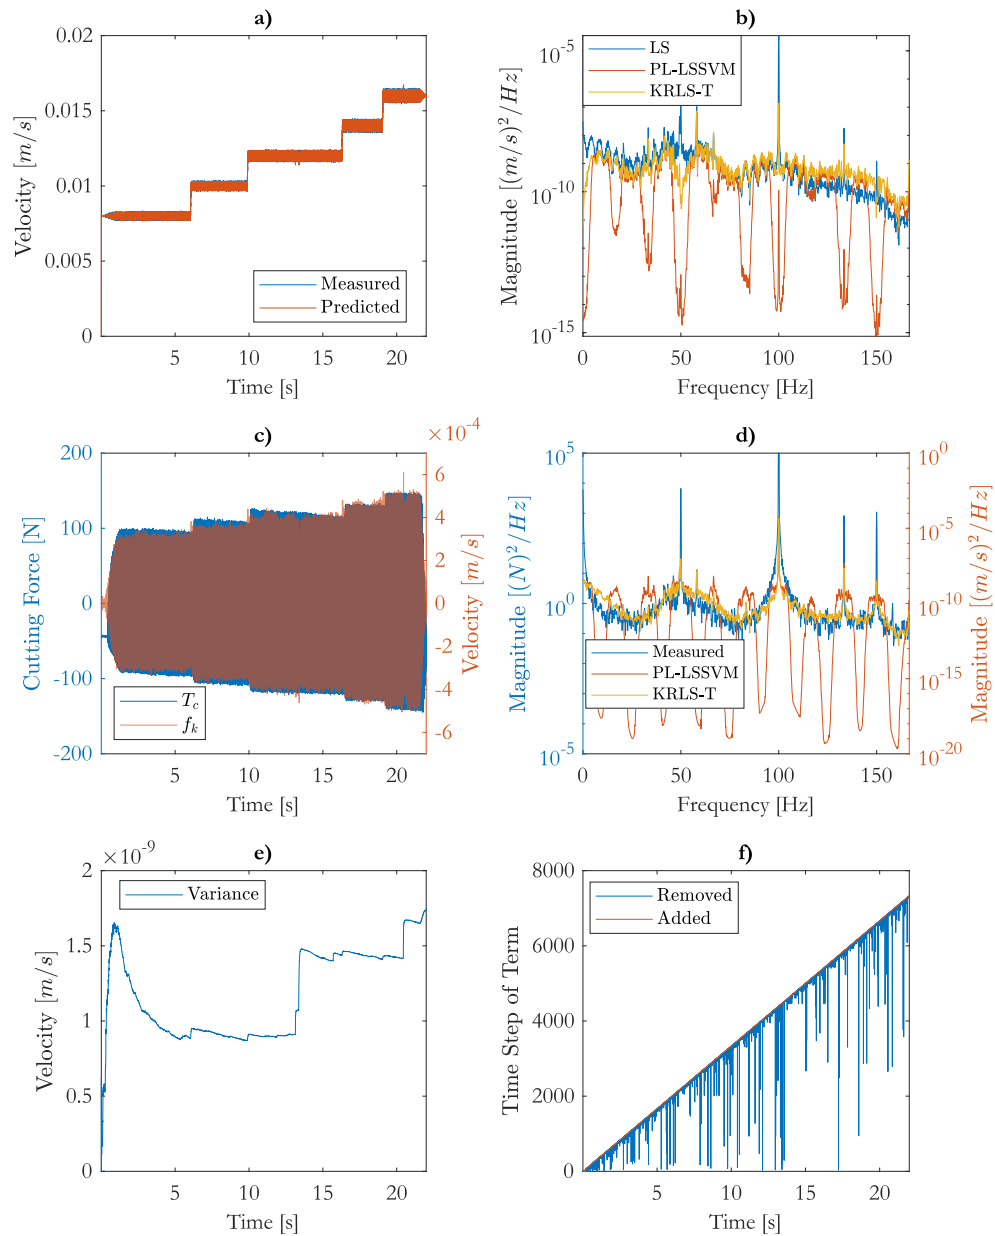 a)
0.02
0.015
0.01
0.005
0
Velocity [m/s]
Measured
Predicted
5 10 15 20
Time [s]
b)
10^-5
10^-10
10^-15
Magnitude [(m/s)^2/Hz]
LS
PL-LSSVM
KRLS-T
0 50 100 150
Frequency [Hz]
c)
×10^-4
200
100
0
-100
-200
Cutting Force [N]
6
4
2
0
-2
-4
-6
Velocity [m/s]
T_c
f_k
5 10 15 20
Time [s]
d)
10^5
10^0
10^-5
Magnitude [(N)^2/Hz]
10^0
10^-5
10^-10
10^-15
10^-20
Magnitude [(m/s)^2/Hz]
Measured
PL-LSSVM
KRLS-T
0 50 100 150
Frequency [Hz]
e)
×10^-9
2
1.5
1
0.5
0
Velocity [m/s]
Variance
5 10 15 20
Time [s]
f)
8000
6000
4000
2000
0
Time Step of Term
Removed
Added
5 10 15 20
Time [s]